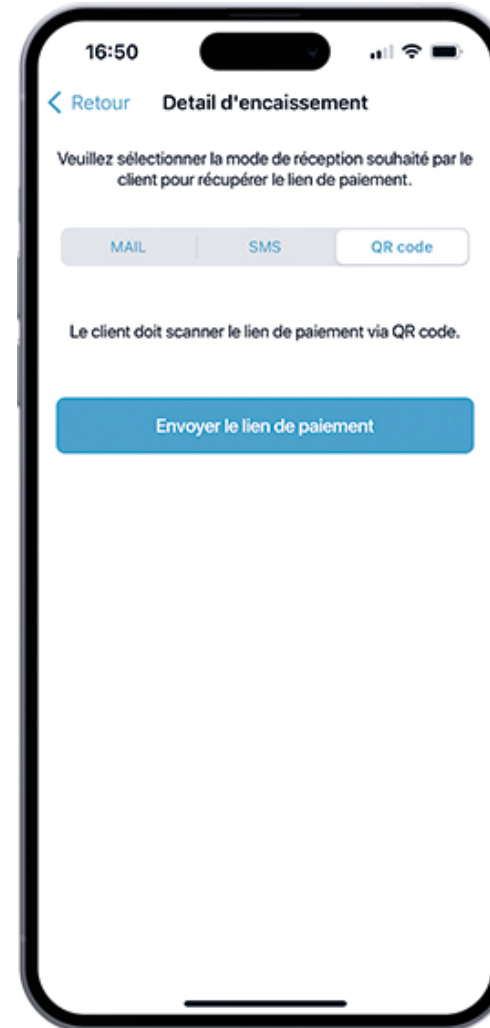 16:50
Retour Detail d'encaissement
Veuillez sélectionner la mode de réception souhaité par le
client pour récupérer le lien de paiement.
MAIL SMS QR code
Le client doit scanner le lien de paiement via QR code.
Envoyer le lien de paiement